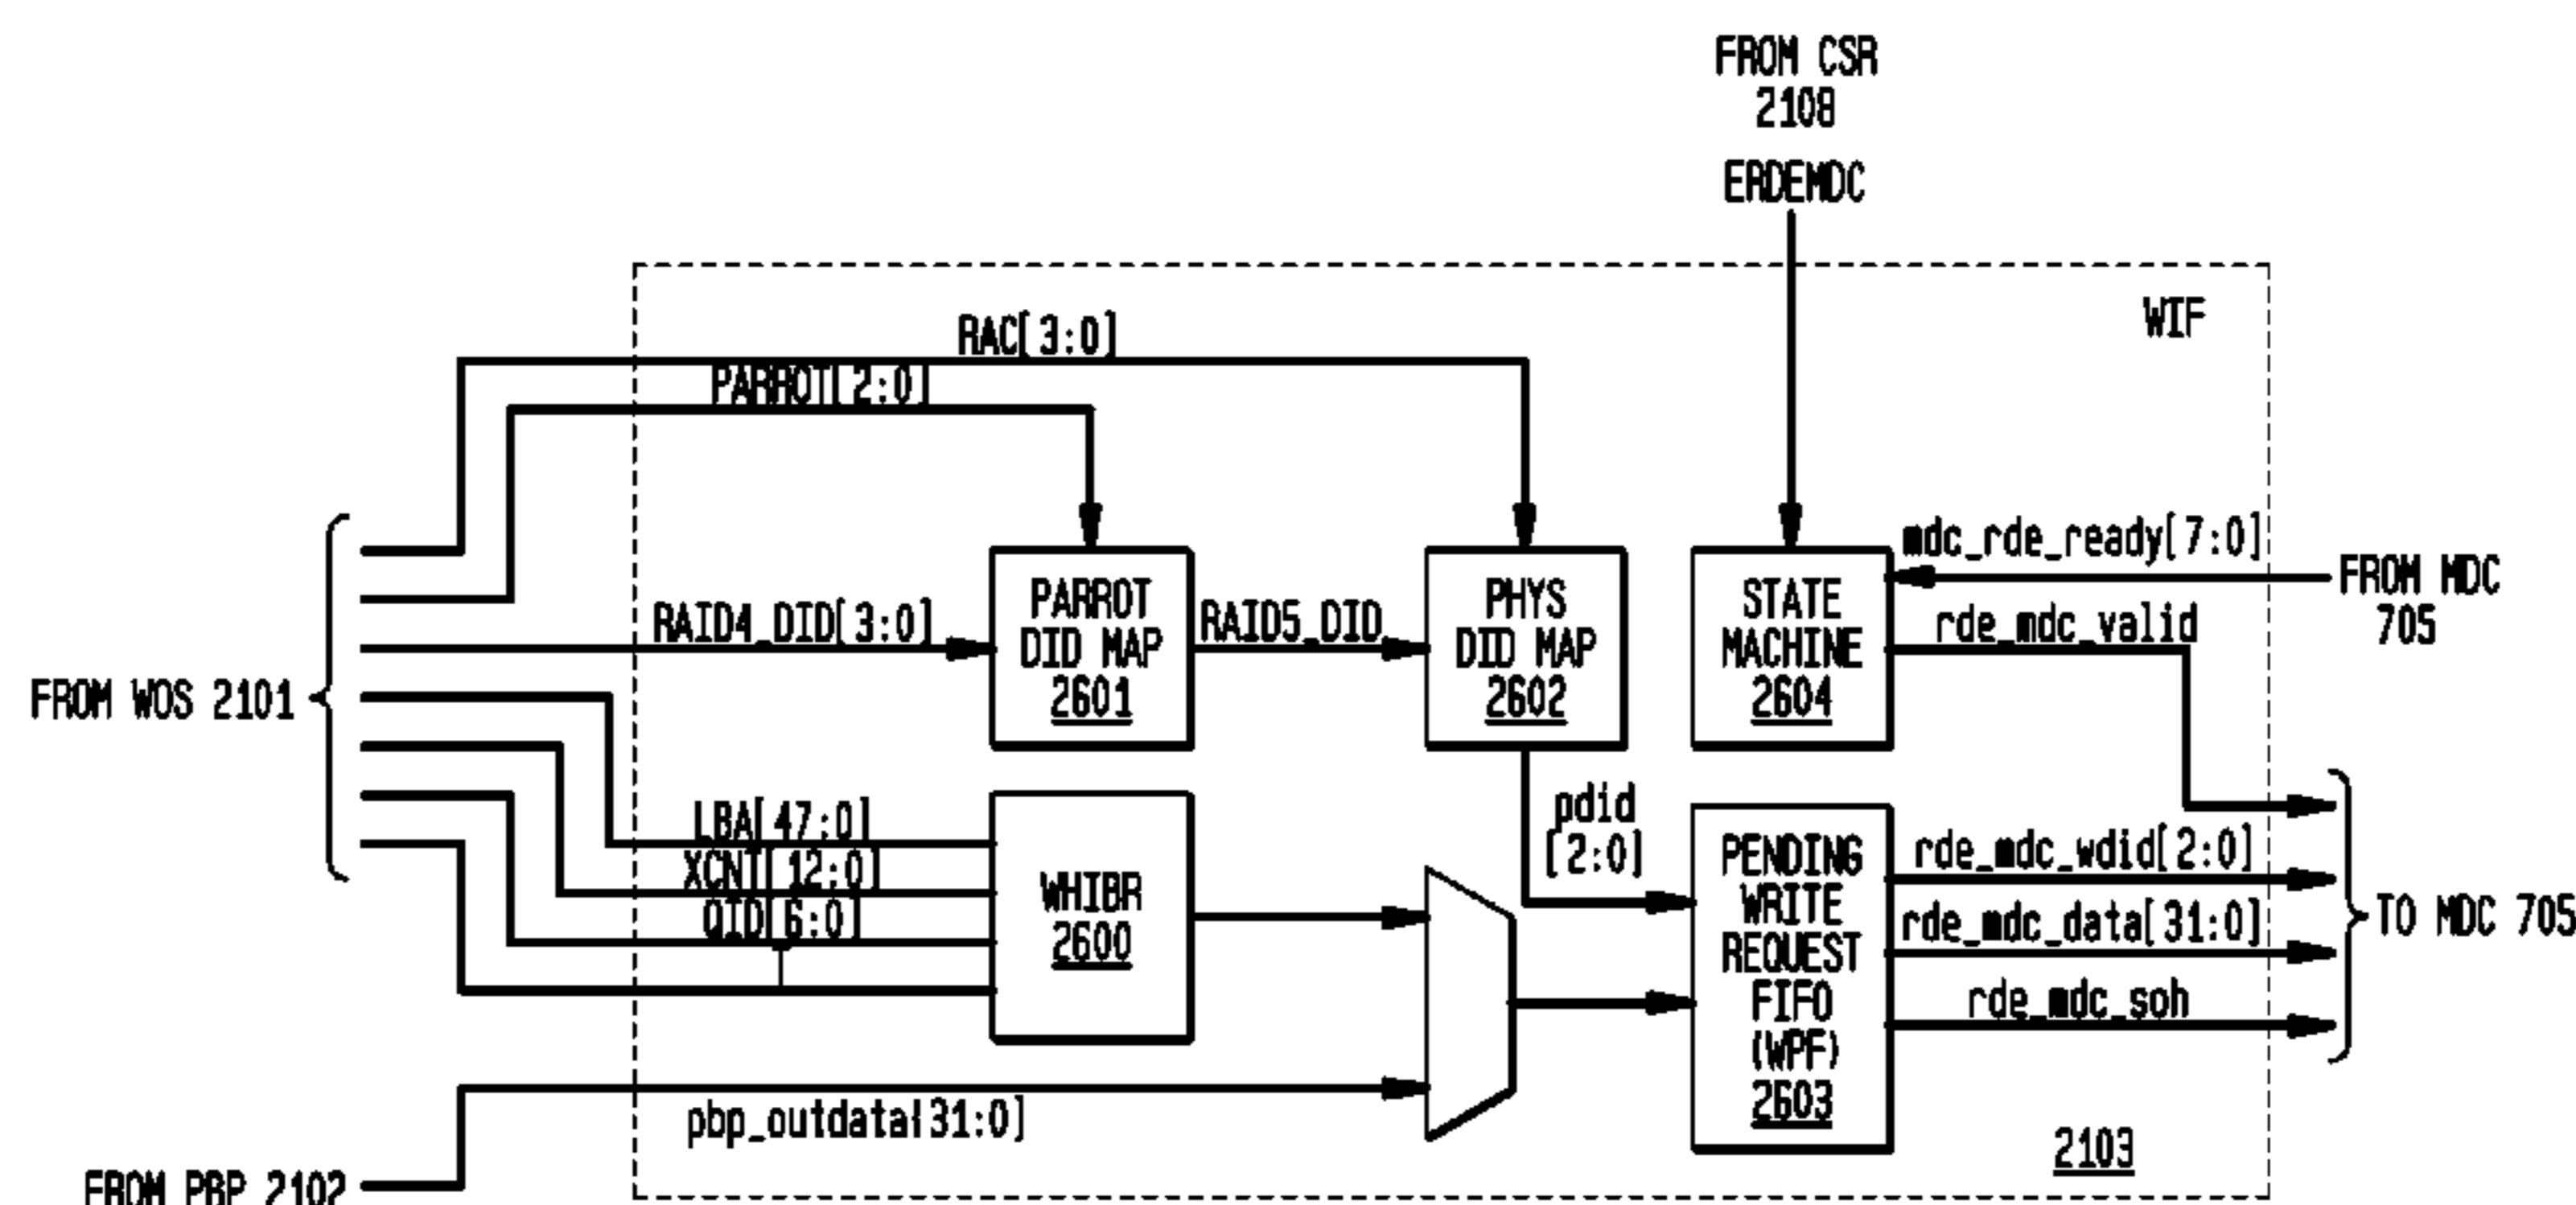 FROM CSR
2108
ERDEMDC
WIF
RAC[3:0]
PARROT[2:0]
mdc_rde_ready[7:0]
FROM MDC
705
PARROT
DID MAP
2601
PHYS
DID MAP
2602
STATE
MACHINE
2604
RAID4_DID[3:0]
RAID5_DID
rde_mdc_valid
FROM WOS 2101
LBA[47:0]
XCNT[12:0]
QID[6:0]
WHIBR
2600
pdid
[2:0]
PENDING
WRITE
REQUEST
FIFO
(WPF)
2603
rde_mdc_wdid[2:0]
rde_mdc_data[31:0]
rde_mdc_soh
TO MDC 705
pbp_outdata[31:0]
2103
FROM PBP 2102